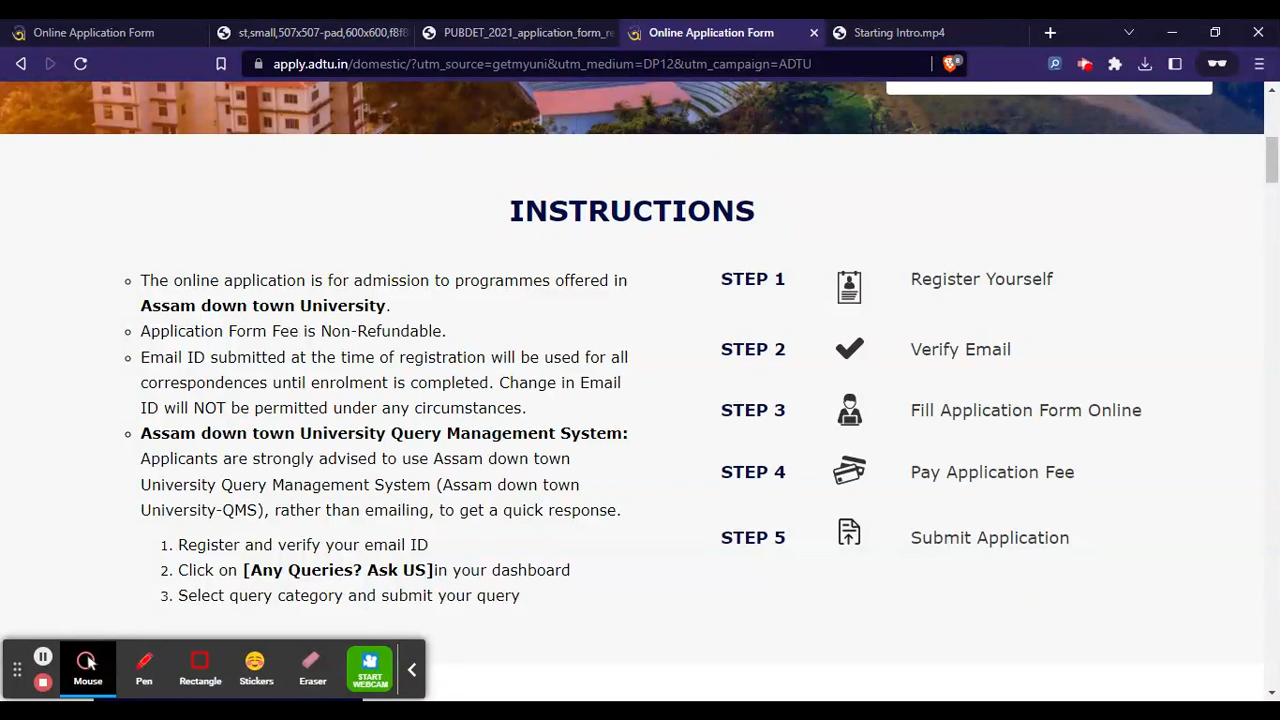 Online Application Form
st,small,507x507-pad,600x600,f8f8
PUBDET_2021_application_form_re
Online Application Form
Starting Intro.mp4
apply.adtu.in/domestic/?utm_source=getmyuni&utm_medium=DP12&utm_campaign=ADTU
8
INSTRUCTIONS
The online application is for admission to programmes offered in
Assam down town University.
Application Form Fee is Non-Refundable.
Email ID submitted at the time of registration will be used for all
correspondences until enrolment is completed. Change in Email
ID will NOT be permitted under any circumstances.
Assam down town University Query Management System:
Applicants are strongly advised to use Assam down town
University Query Management System (Assam down town
University-QMS), rather than emailing, to get a quick response.
1. Register and verify your email ID
2. Click on [Any Queries? Ask US]in your dashboard
3. Select query category and submit your query
STEP 1 Register Yourself
STEP 2 Verify Email
STEP 3 Fill Application Form Online
STEP 4 Pay Application Fee
STEP 5 Submit Application
Mouse
Pen
Rectangle
Stickers
Eraser
START
WEBCAM